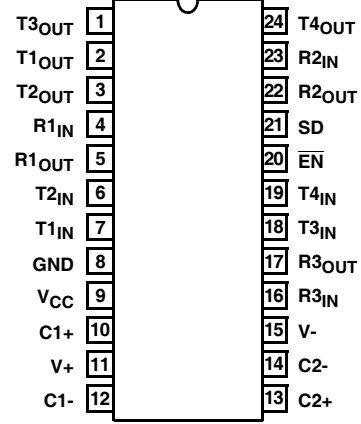 T3OUT 1 24 T4OUT
T1OUT 2 23 R2IN
T2OUT 3 22 R2OUT
R1IN 4 21 SD
R1OUT 5 20 E̅N̅
T2IN 6 19 T4IN
T1IN 7 18 T3IN
GND 8 17 R3OUT
VCC 9 16 R3IN
C1+ 10 15 V-
V+ 11 14 C2-
C1- 12 13 C2+